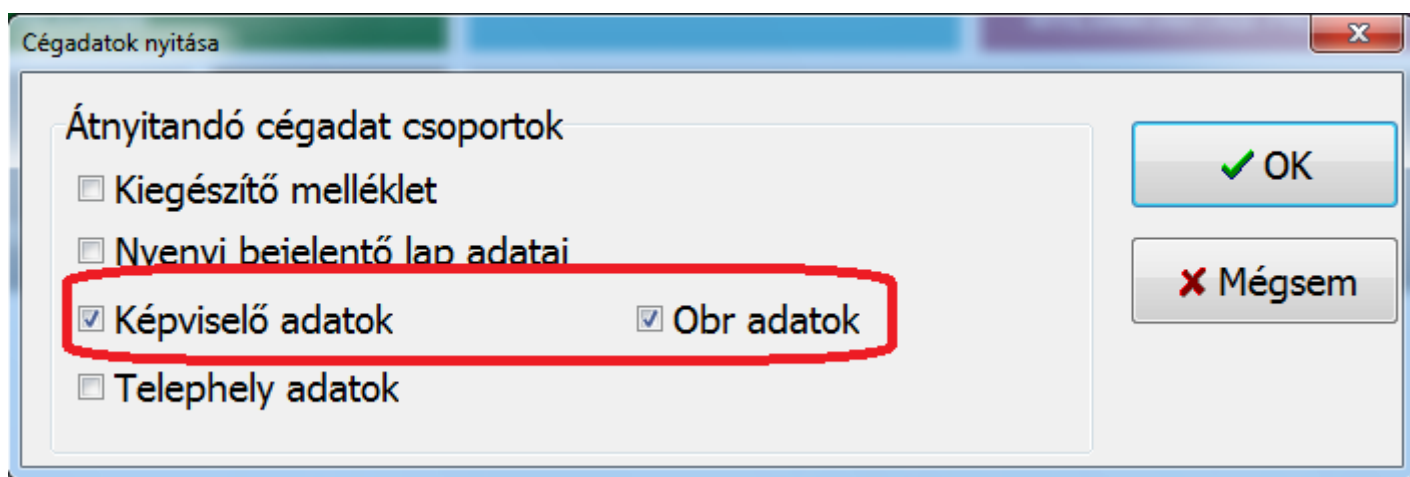 Cégadatok nyitása
Átnyitandó cégadat csoportok
Kiegészítő melléklet
Nyenyi bejelentő lap adatai
Képviselő adatok
Obr adatok
Telephely adatok
OK
Mégsem